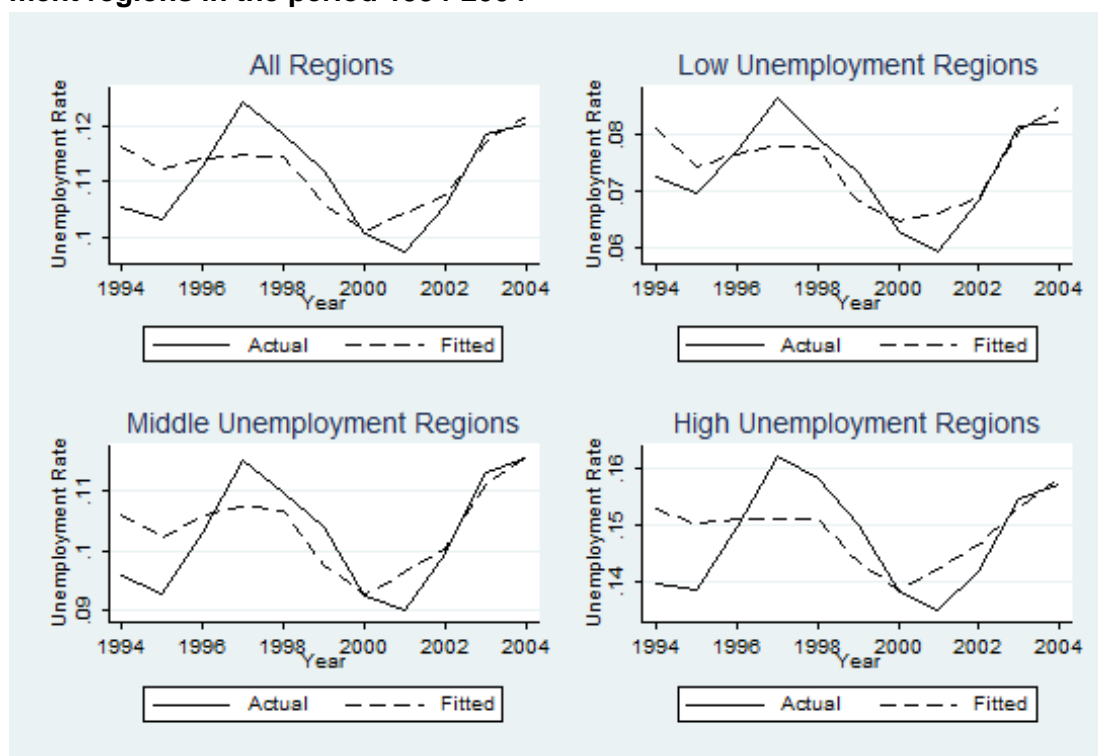 ment regions in the period 1994-2004
All Regions
Unemployment Rate
.12
.11
.1
1994 1996 1998 2000 2002 2004
Year
Actual Fitted
Low Unemployment Regions
Unemployment Rate
.08
.07
.06
1994 1996 1998 2000 2002 2004
Year
Actual Fitted
Middle Unemployment Regions
Unemployment Rate
.11
.1
.09
1994 1996 1998 2000 2002 2004
Year
Actual Fitted
High Unemployment Regions
Unemployment Rate
.16
.15
.14
1994 1996 1998 2000 2002 2004
Year
Actual Fitted